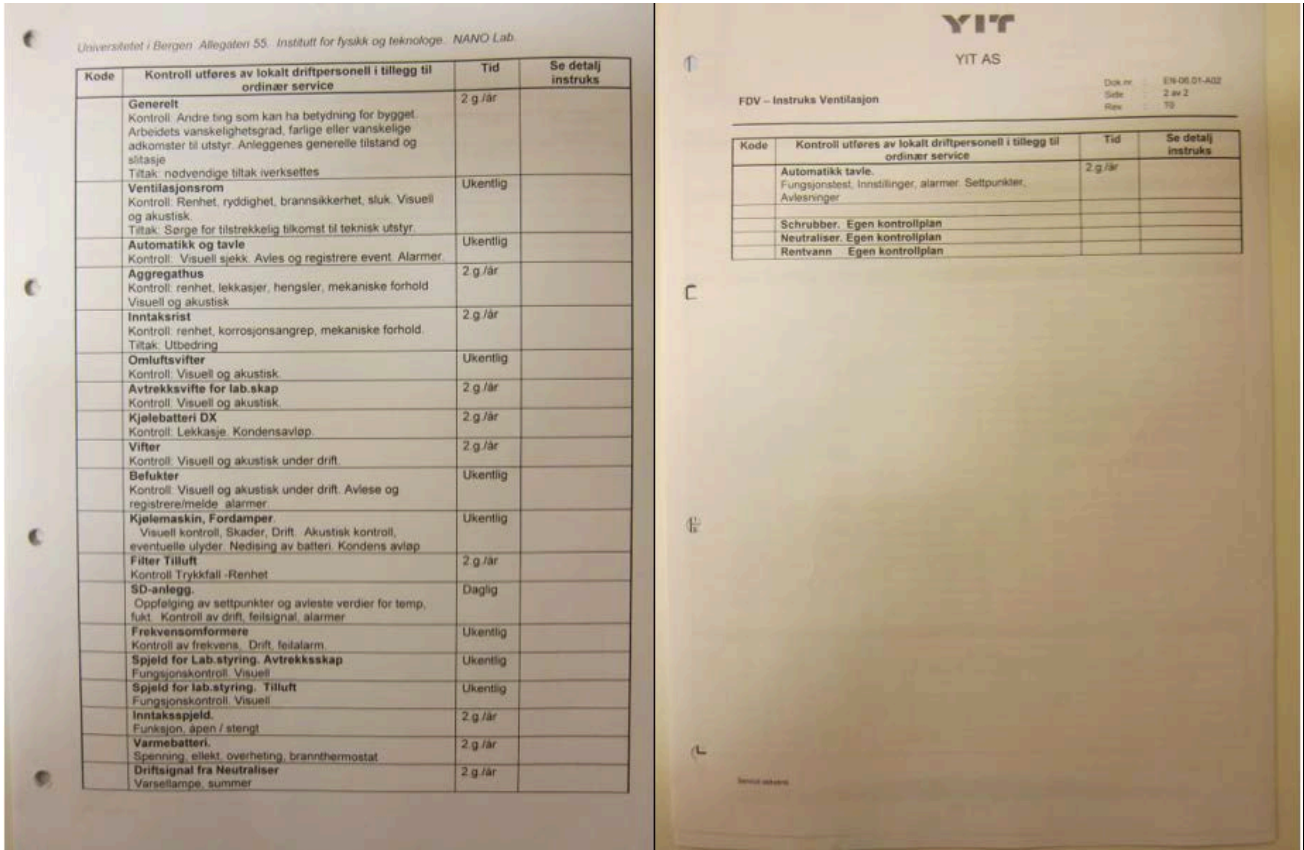 Universitetet i Bergen Allegaten 55. Institutt for fysikk og teknologe. NANO Lab.
Kode Kontroll utføres av lokalt driftpersonell i tillegg til Tid Se detalj
ordinær service instruks
Generelt 2 g./år
Kontroll: Andre ting som kan ha betydning for bygget.
Arbeidets vanskelighetsgrad, farlige eller vanskelige
adkomster til utstyr. Anleggenes generelle tilstand og
slitasje
Tiltak: nødvendige tiltak iverksettes
Ventilasjonsrom Ukentlig
Kontroll: Renhet, ryddighet, brannsikkerhet, sluk. Visuell
og akustisk.
Tiltak: Sørge for tilstrekkelig tilkomst til teknisk utstyr.
Automatikk og tavle Ukentlig
Kontroll: Visuell sjekk. Avles og registrere event. Alarmer.
Aggregathus 2.g./år
Kontroll: renhet, lekkasjer, hengsler, mekaniske forhold
Visuell og akustisk
Inntaksrist 2.g./år
Kontroll: renhet, korrosjonsangrep, mekaniske forhold.
Tiltak: Utbedring
Omluftsvifter Ukentlig
Kontroll: Visuell og akustisk.
Avtrekksvifte for lab.skap 2.g./år
Kontroll: Visuell og akustisk.
Kjølebatteri DX 2.g./år
Kontroll: Lekkasje. Kondensavløp.
Vifter 2.g./år
Kontroll: Visuell og akustisk under drift.
Befukter Ukentlig
Kontroll: Visuell og akustisk under drift. Avlese og
registrere/melde alarmer.
Kjølemaskin, Fordamper. Ukentlig
Visuell kontroll, Skader, Drift. Akustisk kontroll,
eventuelle ulyder. Nedising av batteri. Kondens avløp
Filter Tilluft 2.g./år
Kontroll Trykkfall -Renhet
SD-anlegg. Daglig
Oppfølging av settpunkter og avleste verdier for temp,
fukt. Kontroll av drift, feilsignal, alarmer
Frekvensomformere Ukentlig
Kontroll av frekvens. Drift, feilalarm.
Spjeld for Lab.styring. Avtrekksskap Ukentlig
Fungsjonskontroll. Visuell
Spjeld for lab.styring. Tilluft Ukentlig
Fungsjonskontroll. Visuell
Inntaksspjeld. 2.g./år
Funksjon, åpen / stengt
Varmebatteri. 2.g./år
Spenning, effekt, overheting, brannthermostat
Driftsignal fra Neutraliser 2.g./år
Varsellampe, summer
YIT
YIT AS
Dok.nr : EN-06.01-A02
FDV – Instruks Ventilasjon Side : 2 av 2
Rev. : T0
Kode Kontroll utføres av lokalt driftpersonell i tillegg til Tid Se detalj
ordinær service instruks
Automatikk tavle. 2.g./år
Fungsjonstest, Innstillinger, alarmer. Settpunkter,
Avlesninger
Schrubber. Egen kontrollplan
Neutraliser. Egen kontrollplan
Rentvann Egen kontrollplan